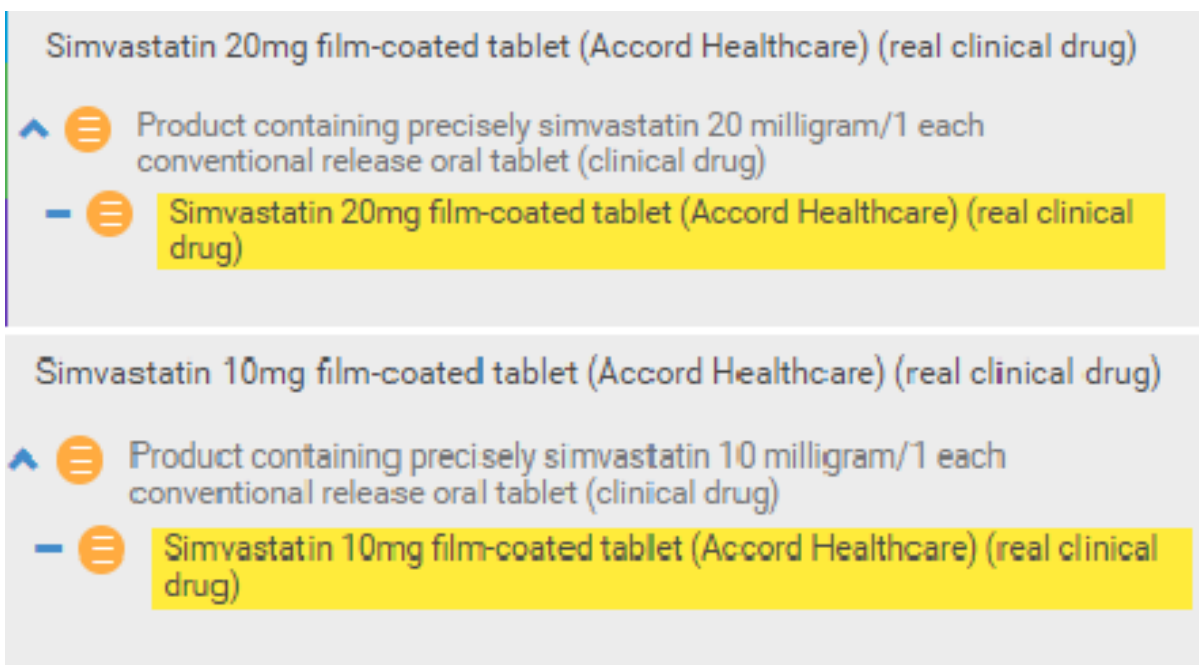 Simvastatin 20mg film-coated tablet (Accord Healthcare) (real clinical drug)
Product containing precisely simvastatin 20 milligram/1 each
conventional release oral tablet (clinical drug)
Simvastatin 20mg film-coated tablet (Accord Healthcare) (real clinical
drug)
Simvastatin 10mg film-coated tablet (Accord Healthcare) (real clinical drug)
Product containing precisely simvastatin 10 milligram/1 each
conventional release oral tablet (clinical drug)
Simvastatin 10mg film-coated tablet (Accord Healthcare) (real clinical
drug)